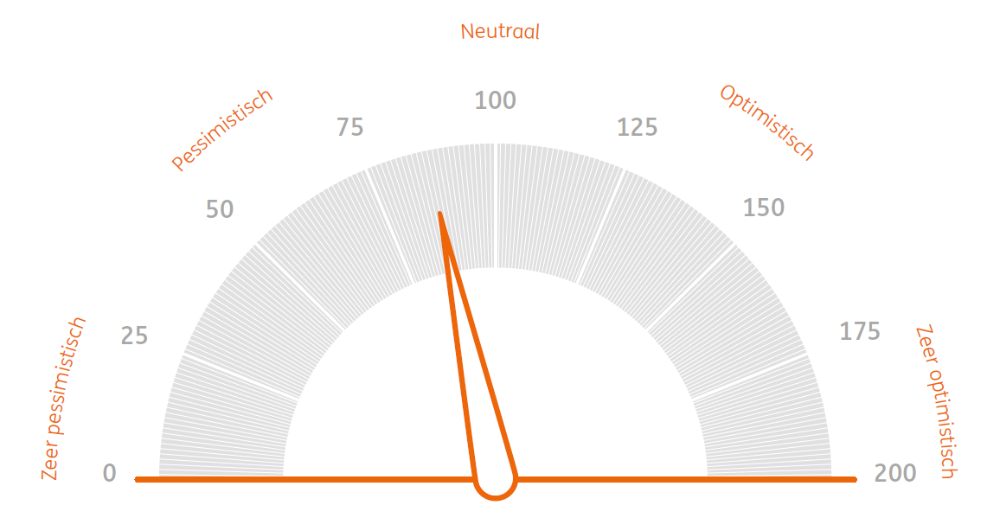 Neutraal
Pessimistisch
Optimistisch
Zeer pessimistisch
Zeer optimistisch
0
25
50
75
100
125
150
175
200